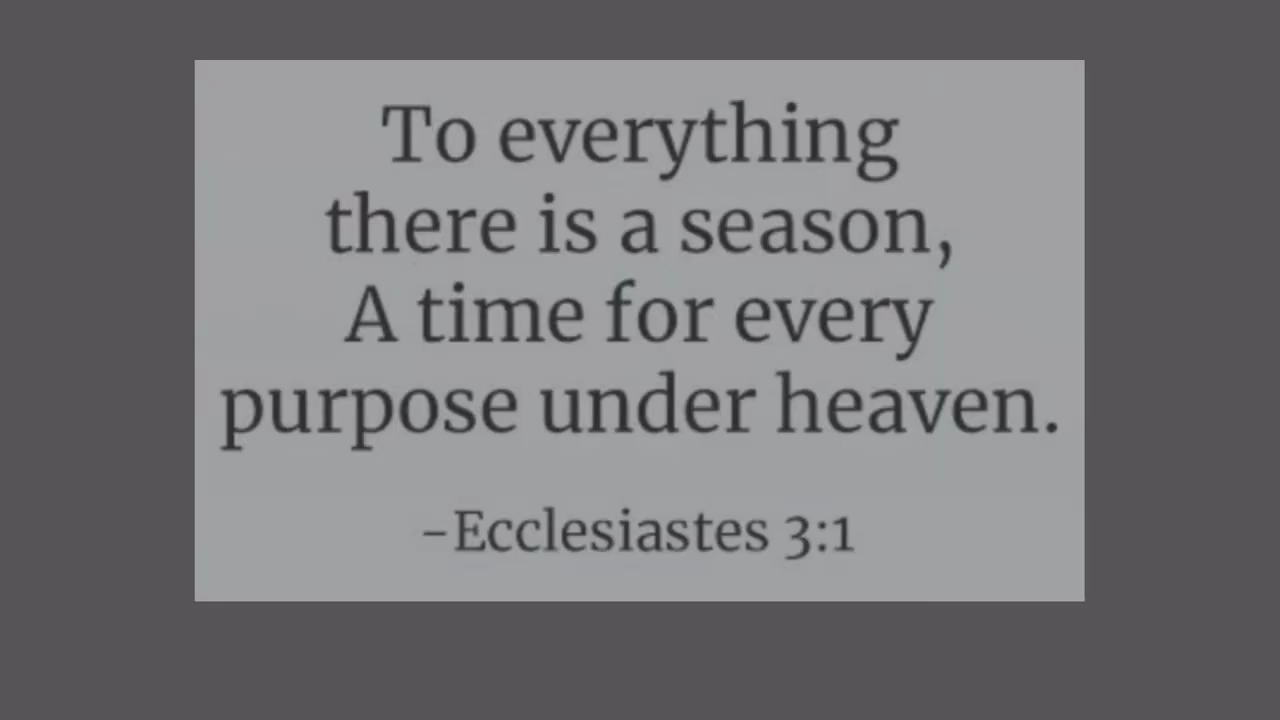 To everything
there is a season,
A time for every
purpose under heaven.
-Ecclesiastes 3:1